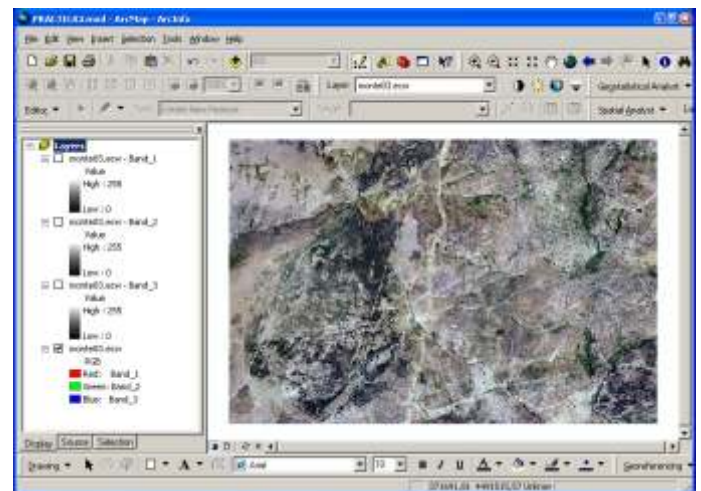 PRACTICA3.mxd - ArcMap - ArcInfo
File Edit View Insert Selection Tools Window Help
Layer: monte03.ecw Geostatistical Analyst
Editor Spatial Analyst
Layers
monte03.ecw - Band_1
Value
High : 255
Low : 0
monte03.ecw - Band_2
Value
High : 255
Low : 0
monte03.ecw - Band_3
Value
High : 255
Low : 0
monte03.ecw
RGB
Red: Band_1
Green: Band_2
Blue: Band_3
Display Source Selection
Drawing A Arial 10 B I U A Georeferencing